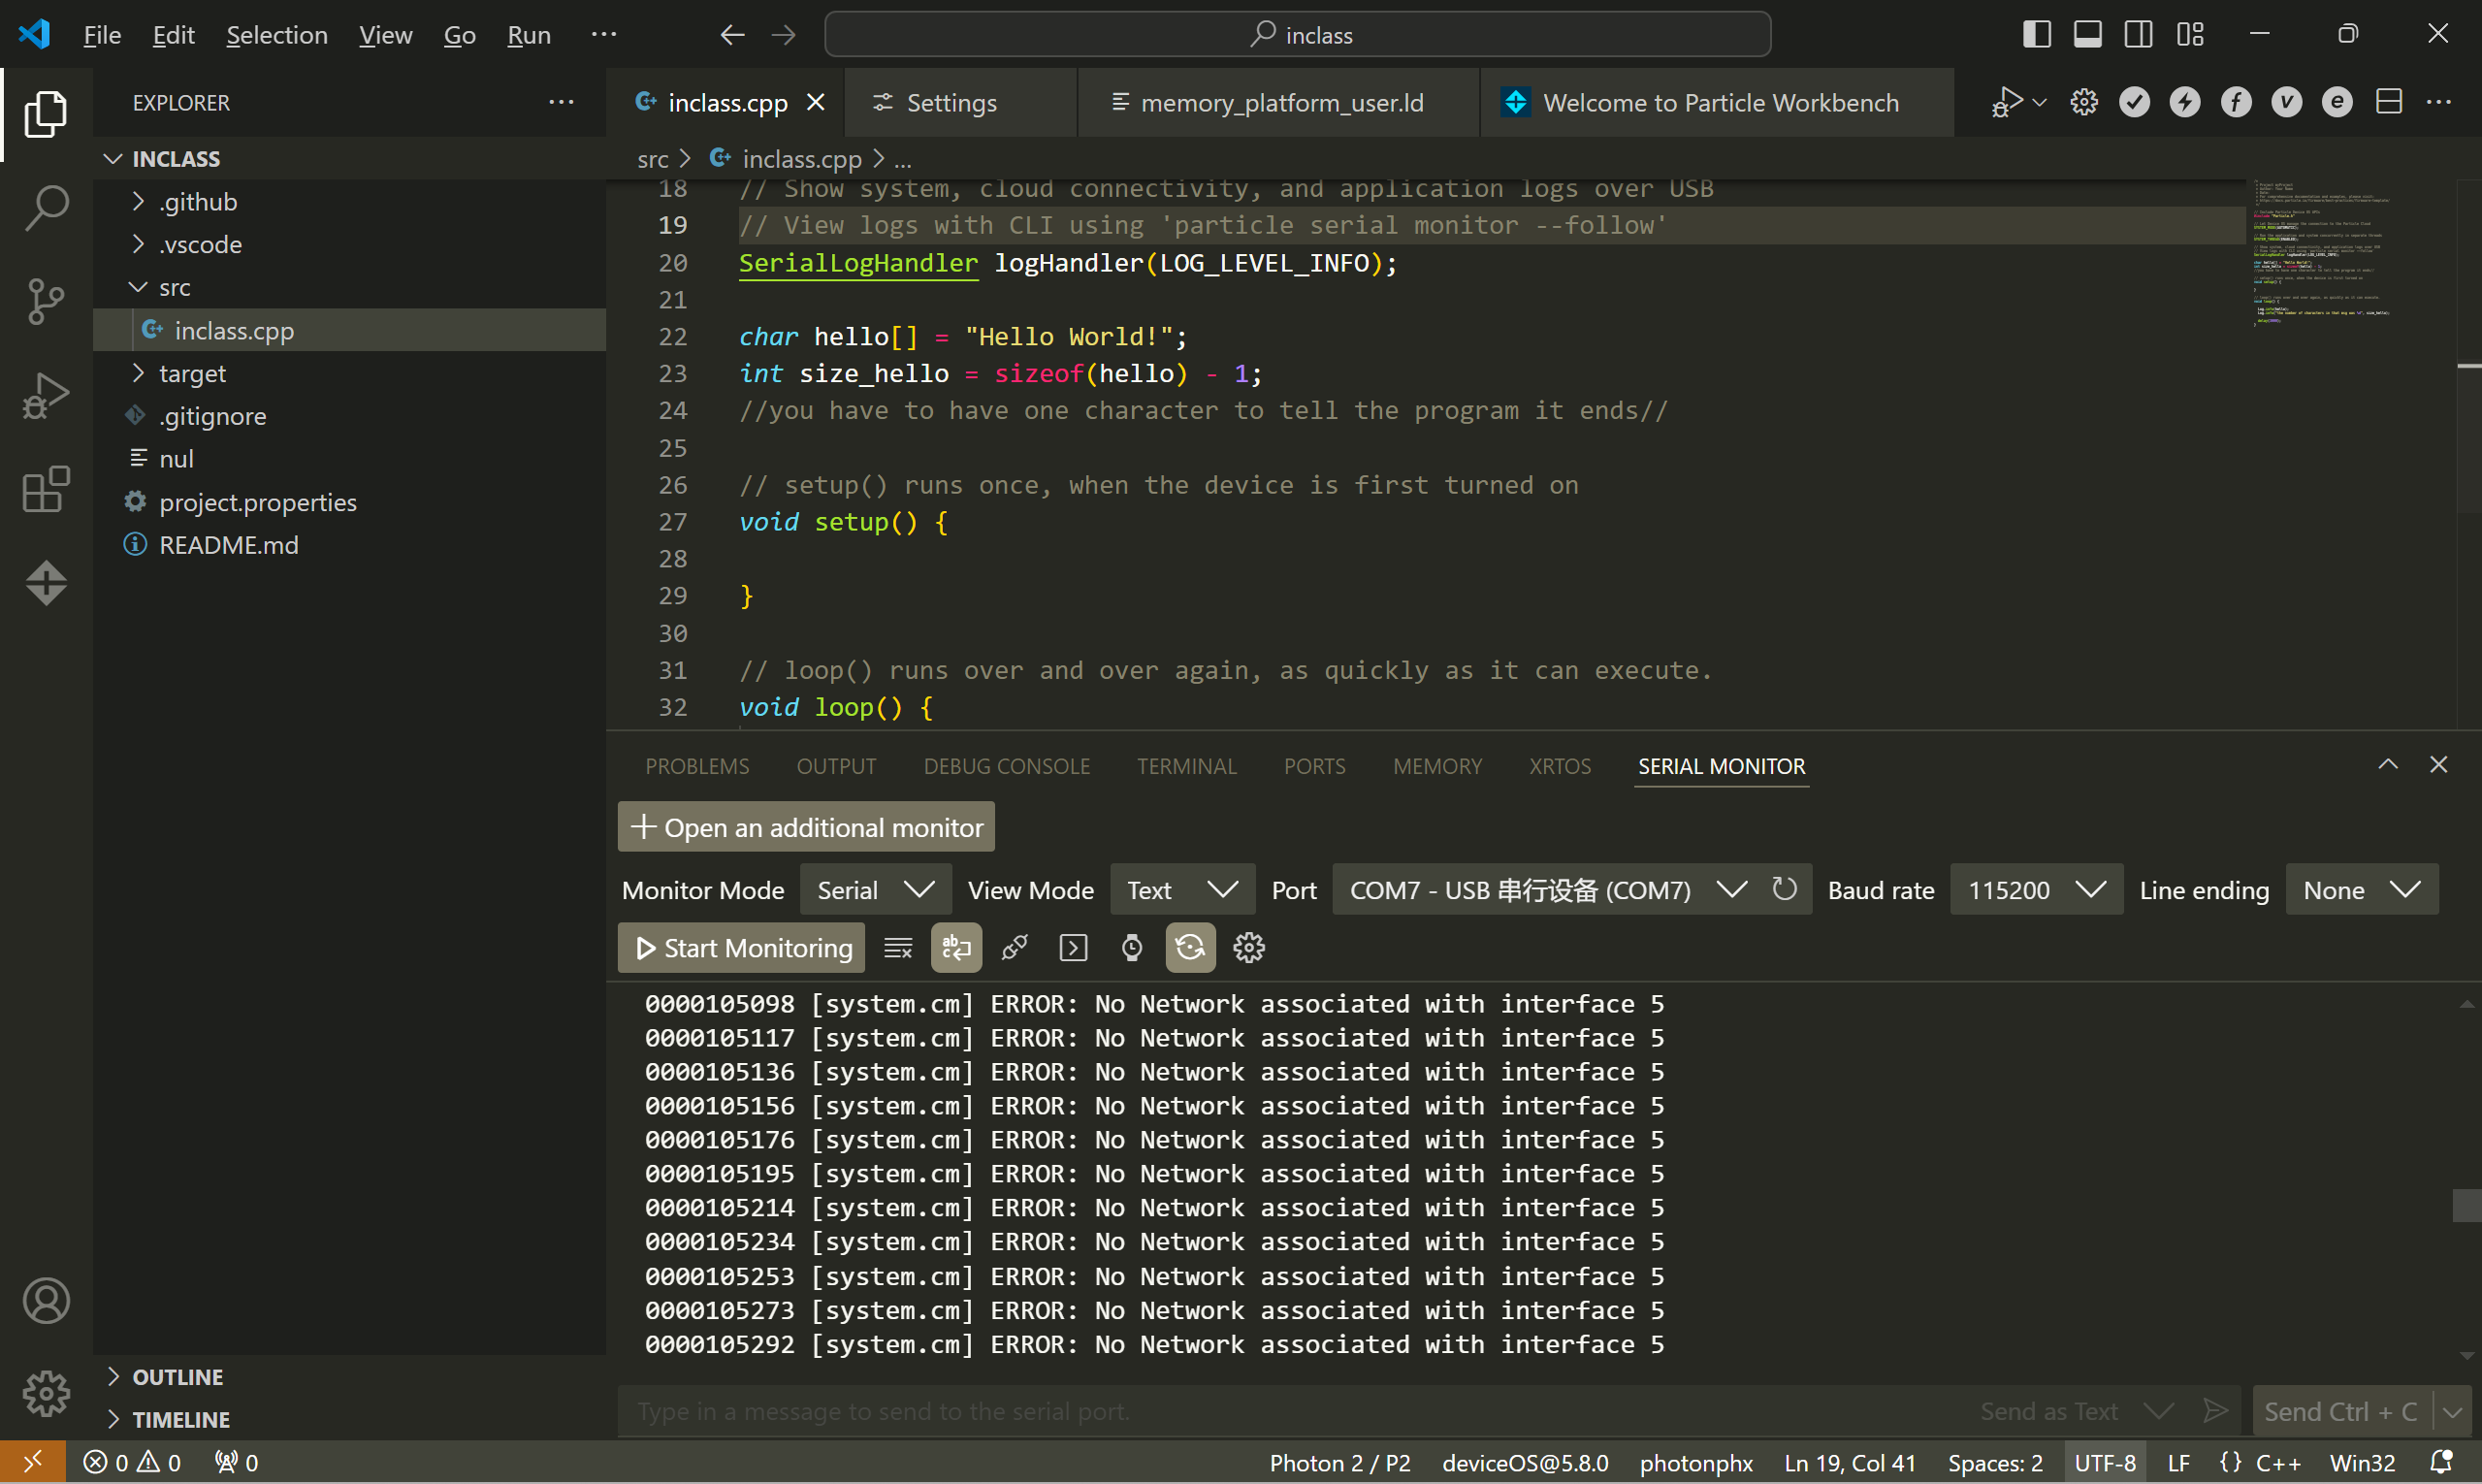 File Edit Selection View Go Run ··· inclass
EXPLORER
inclass.cpp Settings memory_platform_user.ld Welcome to Particle Workbench
INCLASS
.github
.vscode
src
inclass.cpp
target
.gitignore
nul
project.properties
README.md
OUTLINE
TIMELINE
src > inclass.cpp > ...
18 // Show system, cloud connectivity, and application logs over USB
19 // View logs with CLI using 'particle serial monitor --follow'
20 SerialLogHandler logHandler(LOG_LEVEL_INFO);
21
22 char hello[] = "Hello World!";
23 int size_hello = sizeof(hello) - 1;
24 //you have to have one character to tell the program it ends//
25
26 // setup() runs once, when the device is first turned on
27 void setup() {
28
29 }
30
31 // loop() runs over and over again, as quickly as it can execute.
32 void loop() {
PROBLEMS OUTPUT DEBUG CONSOLE TERMINAL PORTS MEMORY XRTOS SERIAL MONITOR
Open an additional monitor
Monitor Mode Serial View Mode Text Port COM7 - USB 串行设备 (COM7) Baud rate 115200 Line ending None
Start Monitoring
0000105098 [system.cm] ERROR: No Network associated with interface 5
0000105117 [system.cm] ERROR: No Network associated with interface 5
0000105136 [system.cm] ERROR: No Network associated with interface 5
0000105156 [system.cm] ERROR: No Network associated with interface 5
0000105176 [system.cm] ERROR: No Network associated with interface 5
0000105195 [system.cm] ERROR: No Network associated with interface 5
0000105214 [system.cm] ERROR: No Network associated with interface 5
0000105234 [system.cm] ERROR: No Network associated with interface 5
0000105253 [system.cm] ERROR: No Network associated with interface 5
0000105273 [system.cm] ERROR: No Network associated with interface 5
0000105292 [system.cm] ERROR: No Network associated with interface 5
Type in a message to send to the serial port. Send as Text Send Ctrl + C
0 0 0 Photon 2 / P2 deviceOS@5.8.0 photonphx Ln 19, Col 41 Spaces: 2 UTF-8 LF {} C++ Win32